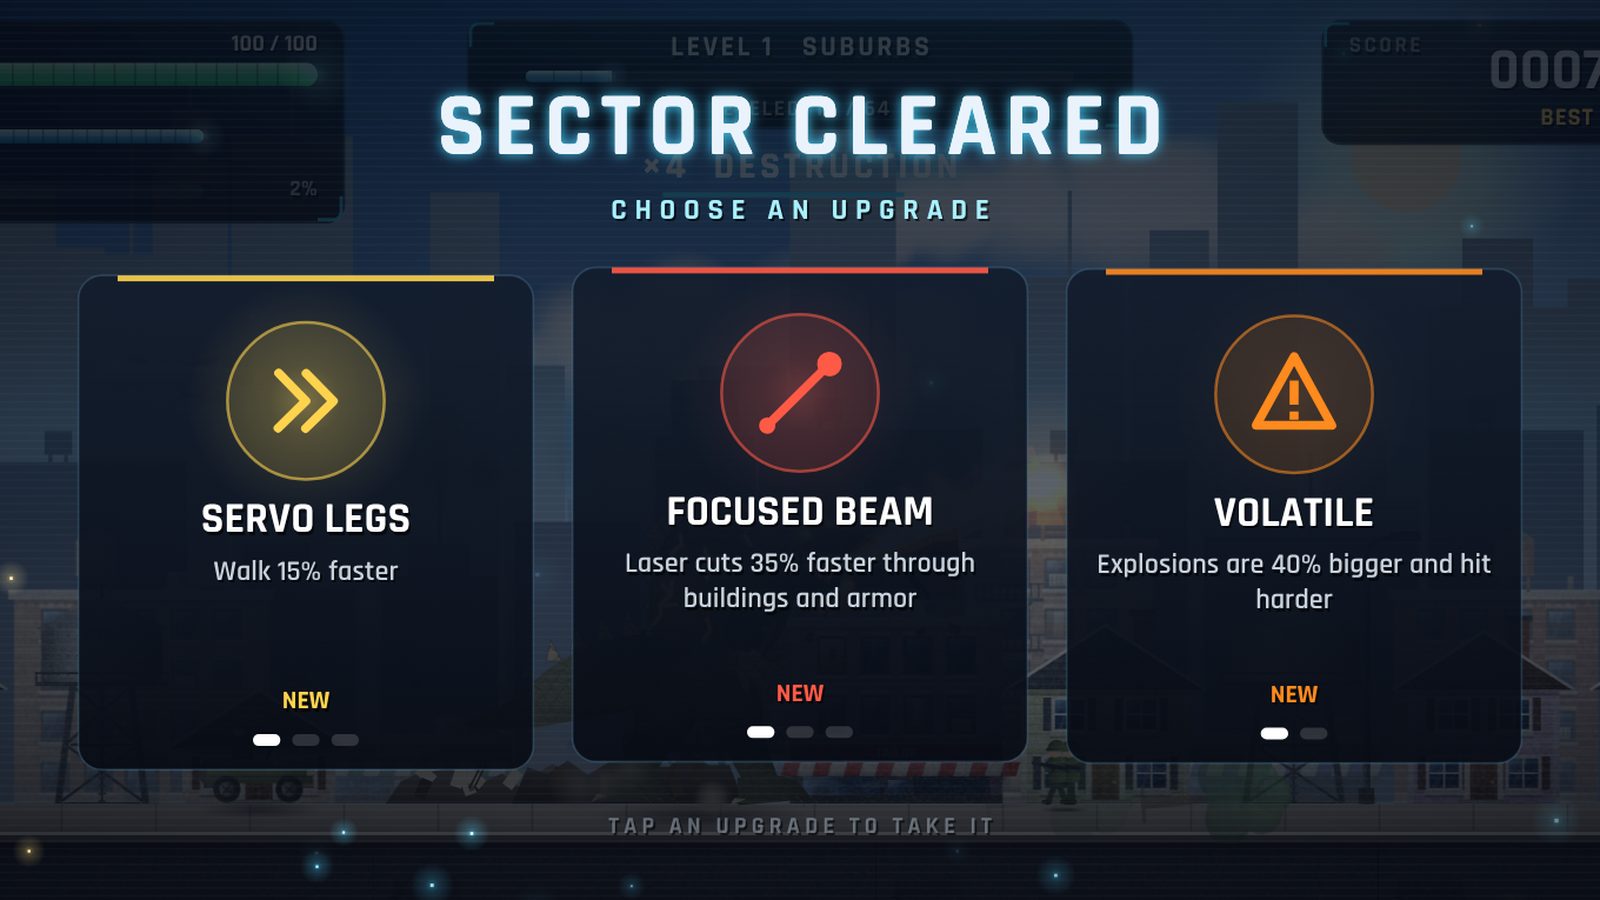 100 / 100
LEVEL 1 SUBURBS
SCORE
0007
BEST
2%
SECTOR CLEARED
×4 DESTRUCTION
CHOOSE AN UPGRADE
SERVO LEGS
Walk 15% faster
NEW
FOCUSED BEAM
Laser cuts 35% faster through
buildings and armor
NEW
VOLATILE
Explosions are 40% bigger and hit
harder
NEW
TAP AN UPGRADE TO TAKE IT